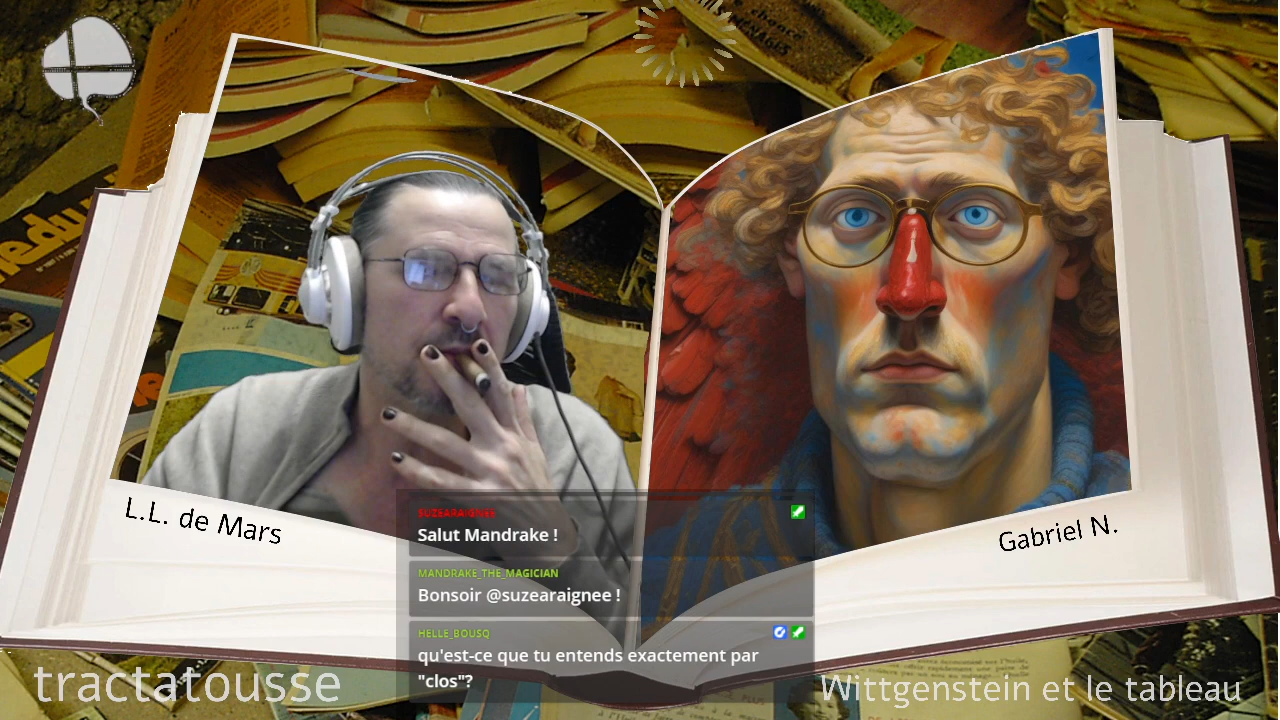 L.L. de Mars
Gabriel N.
SUZEARAIGNEE
Salut Mandrake !
MANDRAKE_THE_MAGICIAN
Bonsoir @suzearaignee !
HELLE_BOUSQ
qu'est-ce que tu entends exactement par
"clos"?
tractatousse
Wittgenstein et le tableau